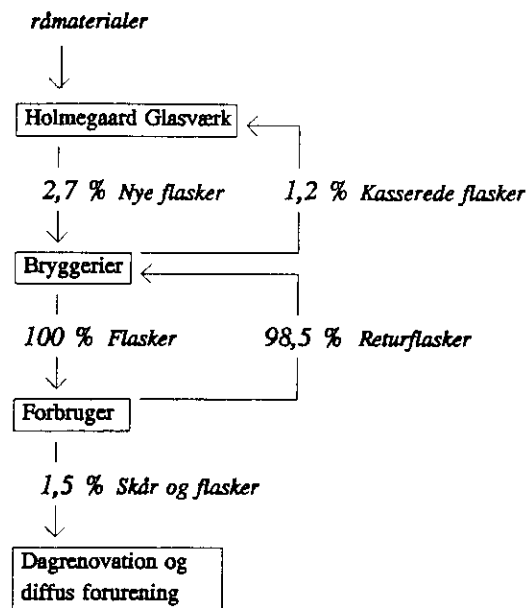 råmaterialer
Holmegaard Glasværk
2,7 % Nye flasker
1,2 % Kasserede flasker
Bryggerier
100 % Flasker
98,5 % Returflasker
Forbruger
1,5 % Skår og flasker
Dagrenovation og
diffus forurening